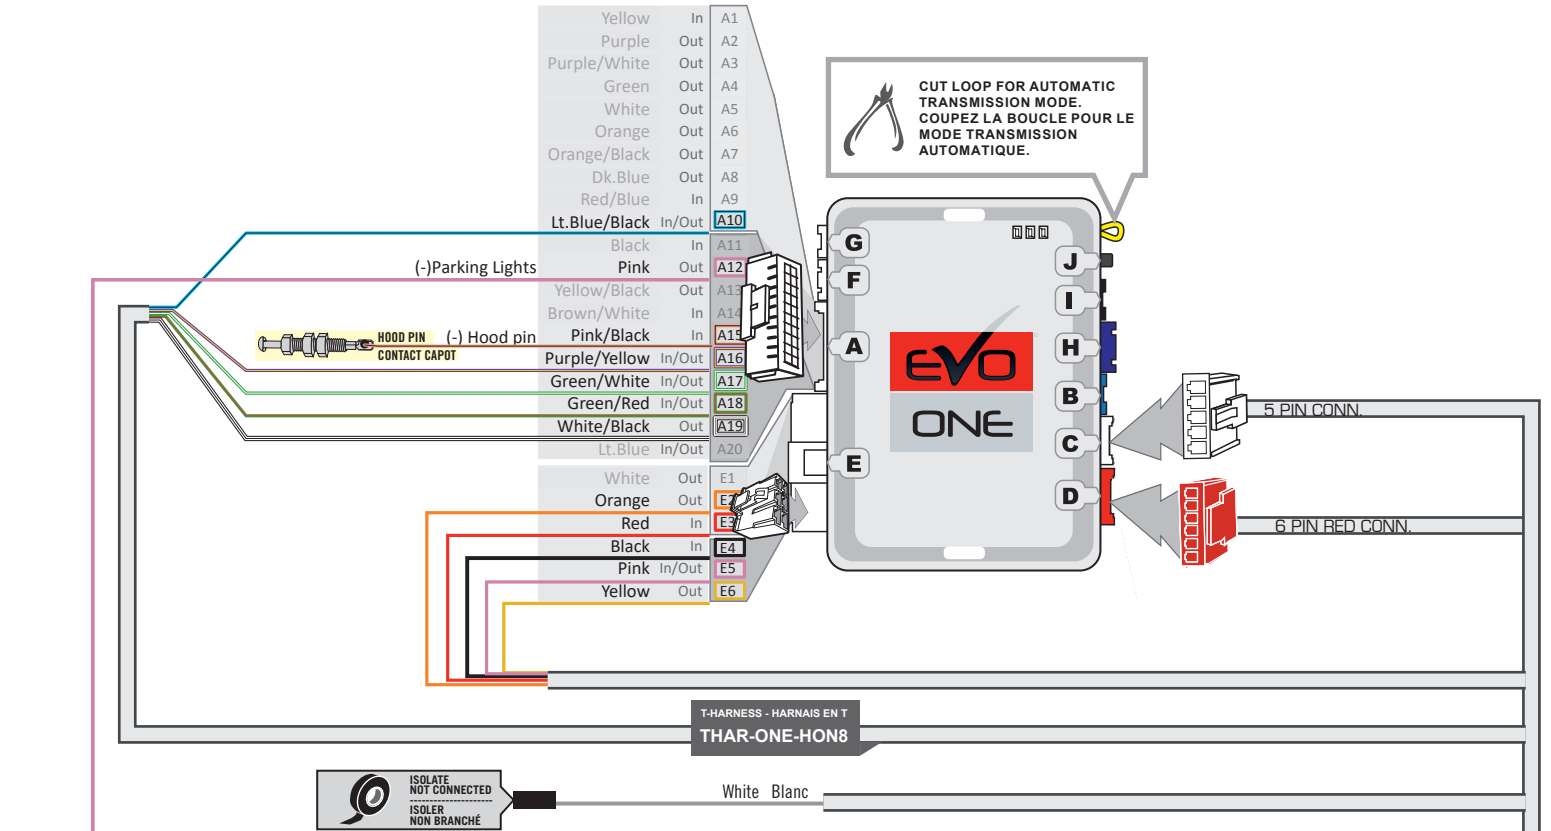 Yellow In A1
Purple Out A2
Purple/White Out A3
Green Out A4
White Out A5
Orange Out A6
Orange/Black Out A7
Dk.Blue Out A8
Red/Blue In A9
Lt.Blue/Black In/Out A10
Black In A11
(-)Parking Lights Pink Out A12
Yellow/Black Out A13
Brown/White In A14
(-) Hood pin Pink/Black In A15
HOOD PIN
CONTACT CAPOT
Purple/Yellow In/Out A16
Green/White In/Out A17
Green/Red In/Out A18
White/Black Out A19
Lt.Blue In/Out A20
White Out E1
Orange Out E2
Red In E3
Black In E4
Pink In/Out E5
Yellow Out E6
CUT LOOP FOR AUTOMATIC
TRANSMISSION MODE.
COUPEZ LA BOUCLE POUR LE
MODE TRANSMISSION
AUTOMATIQUE.
G
F
A
E
J
I
H
B
C
D
EVO
ONE
5 PIN CONN.
6 PIN RED CONN.
T-HARNESS - HARNAIS EN T
THAR-ONE-HON8
ISOLATE
NOT CONNECTED
ISOLER
NON BRANCHÉ
White Blanc